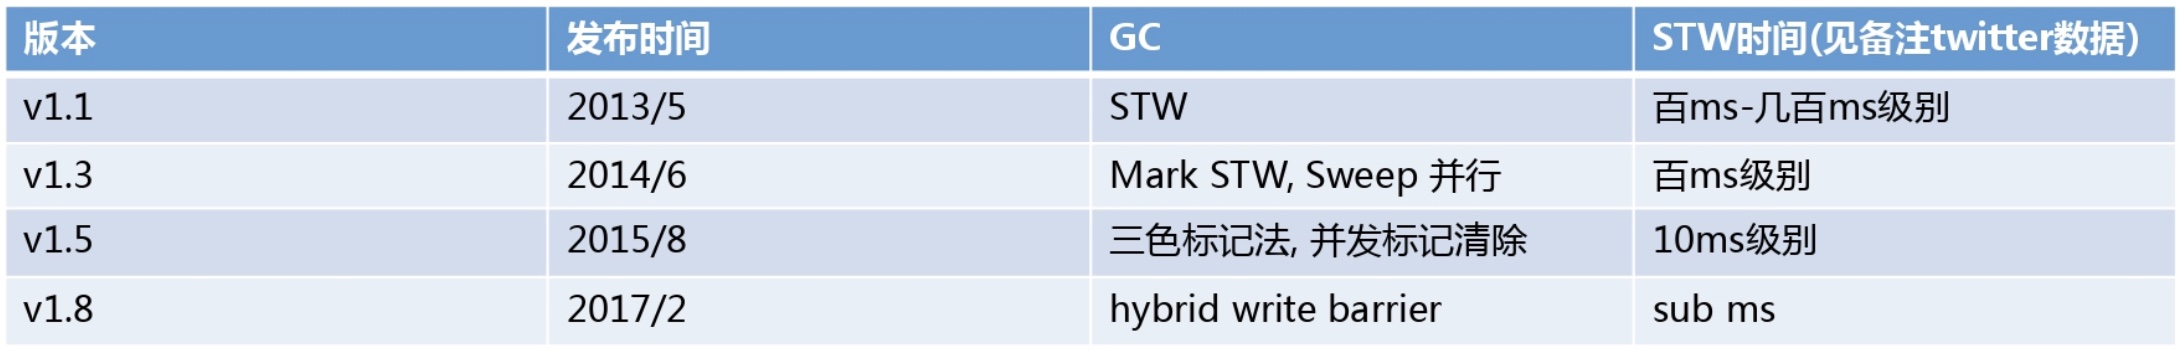 版本 发布时间 GC STW时间(见备注twitter数据)
v1.1 2013/5 STW 百ms-几百ms级别
v1.3 2014/6 Mark STW, Sweep 并行 百ms级别
v1.5 2015/8 三色标记法, 并发标记清除 10ms级别
v1.8 2017/2 hybrid write barrier sub ms